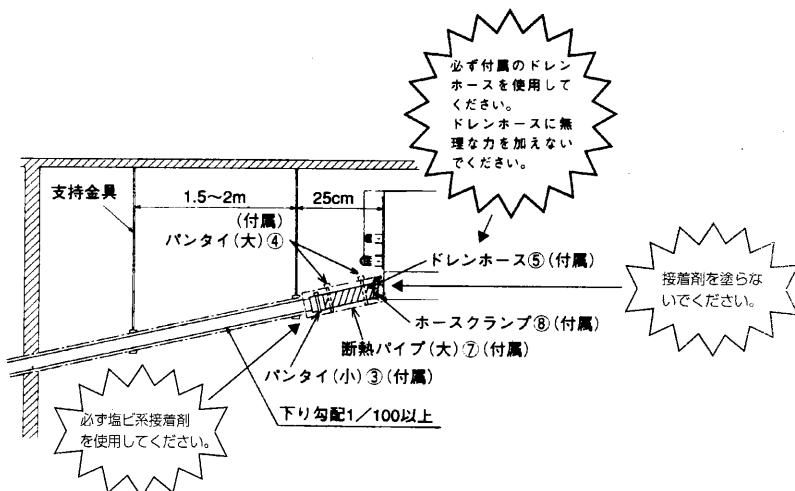 必ず付属のドレン
ホースを使用して
ください。
ドレンホースに無
理な力を加えない
でください。
支持金具
1.5〜2m
25cm
(付属)
バンタイ(大)④
ドレンホース⑤(付属)
接着剤を塗らな
いでください。
ホースクランプ⑧(付属)
断熱パイプ(大)⑦(付属)
バンタイ(小)③(付属)
必ず塩ビ系接着剤
を使用してください。
下り勾配1/100以上